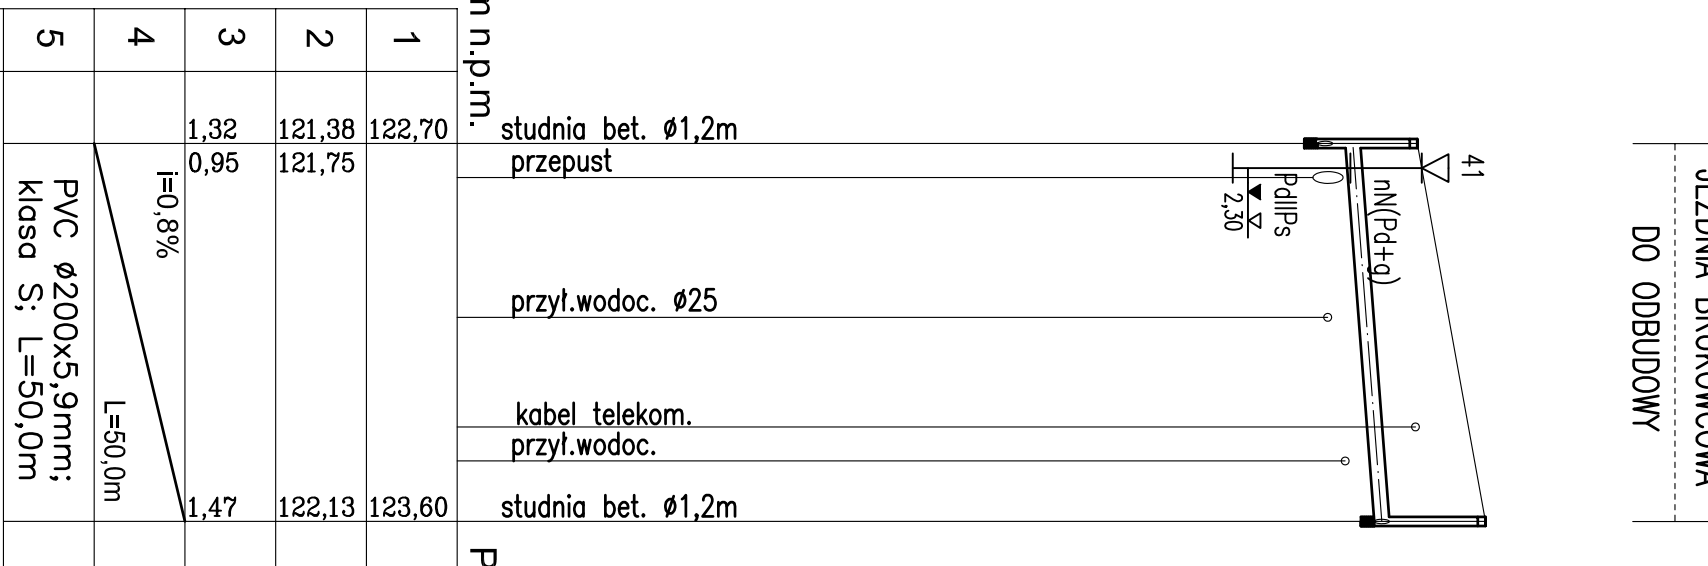 m n.p.m.
1
2
3
4
5
122,70
121,38
1,32
121,75
0,95
123,60
122,13
1,47
i=0,8%
L=50,0m
PVC ø200x5,9mm;
klasa S; L=50,0m
studnia bet. ø1,2m
przepust
przył.wodoc. ø25
kabel telekom.
przył.wodoc.
studnia bet. ø1,2m
P
41
nN(Pd+g)
PdIIPs
2,30
JEZDNIA BRUKOWCOWA
DO ODBUDOWY